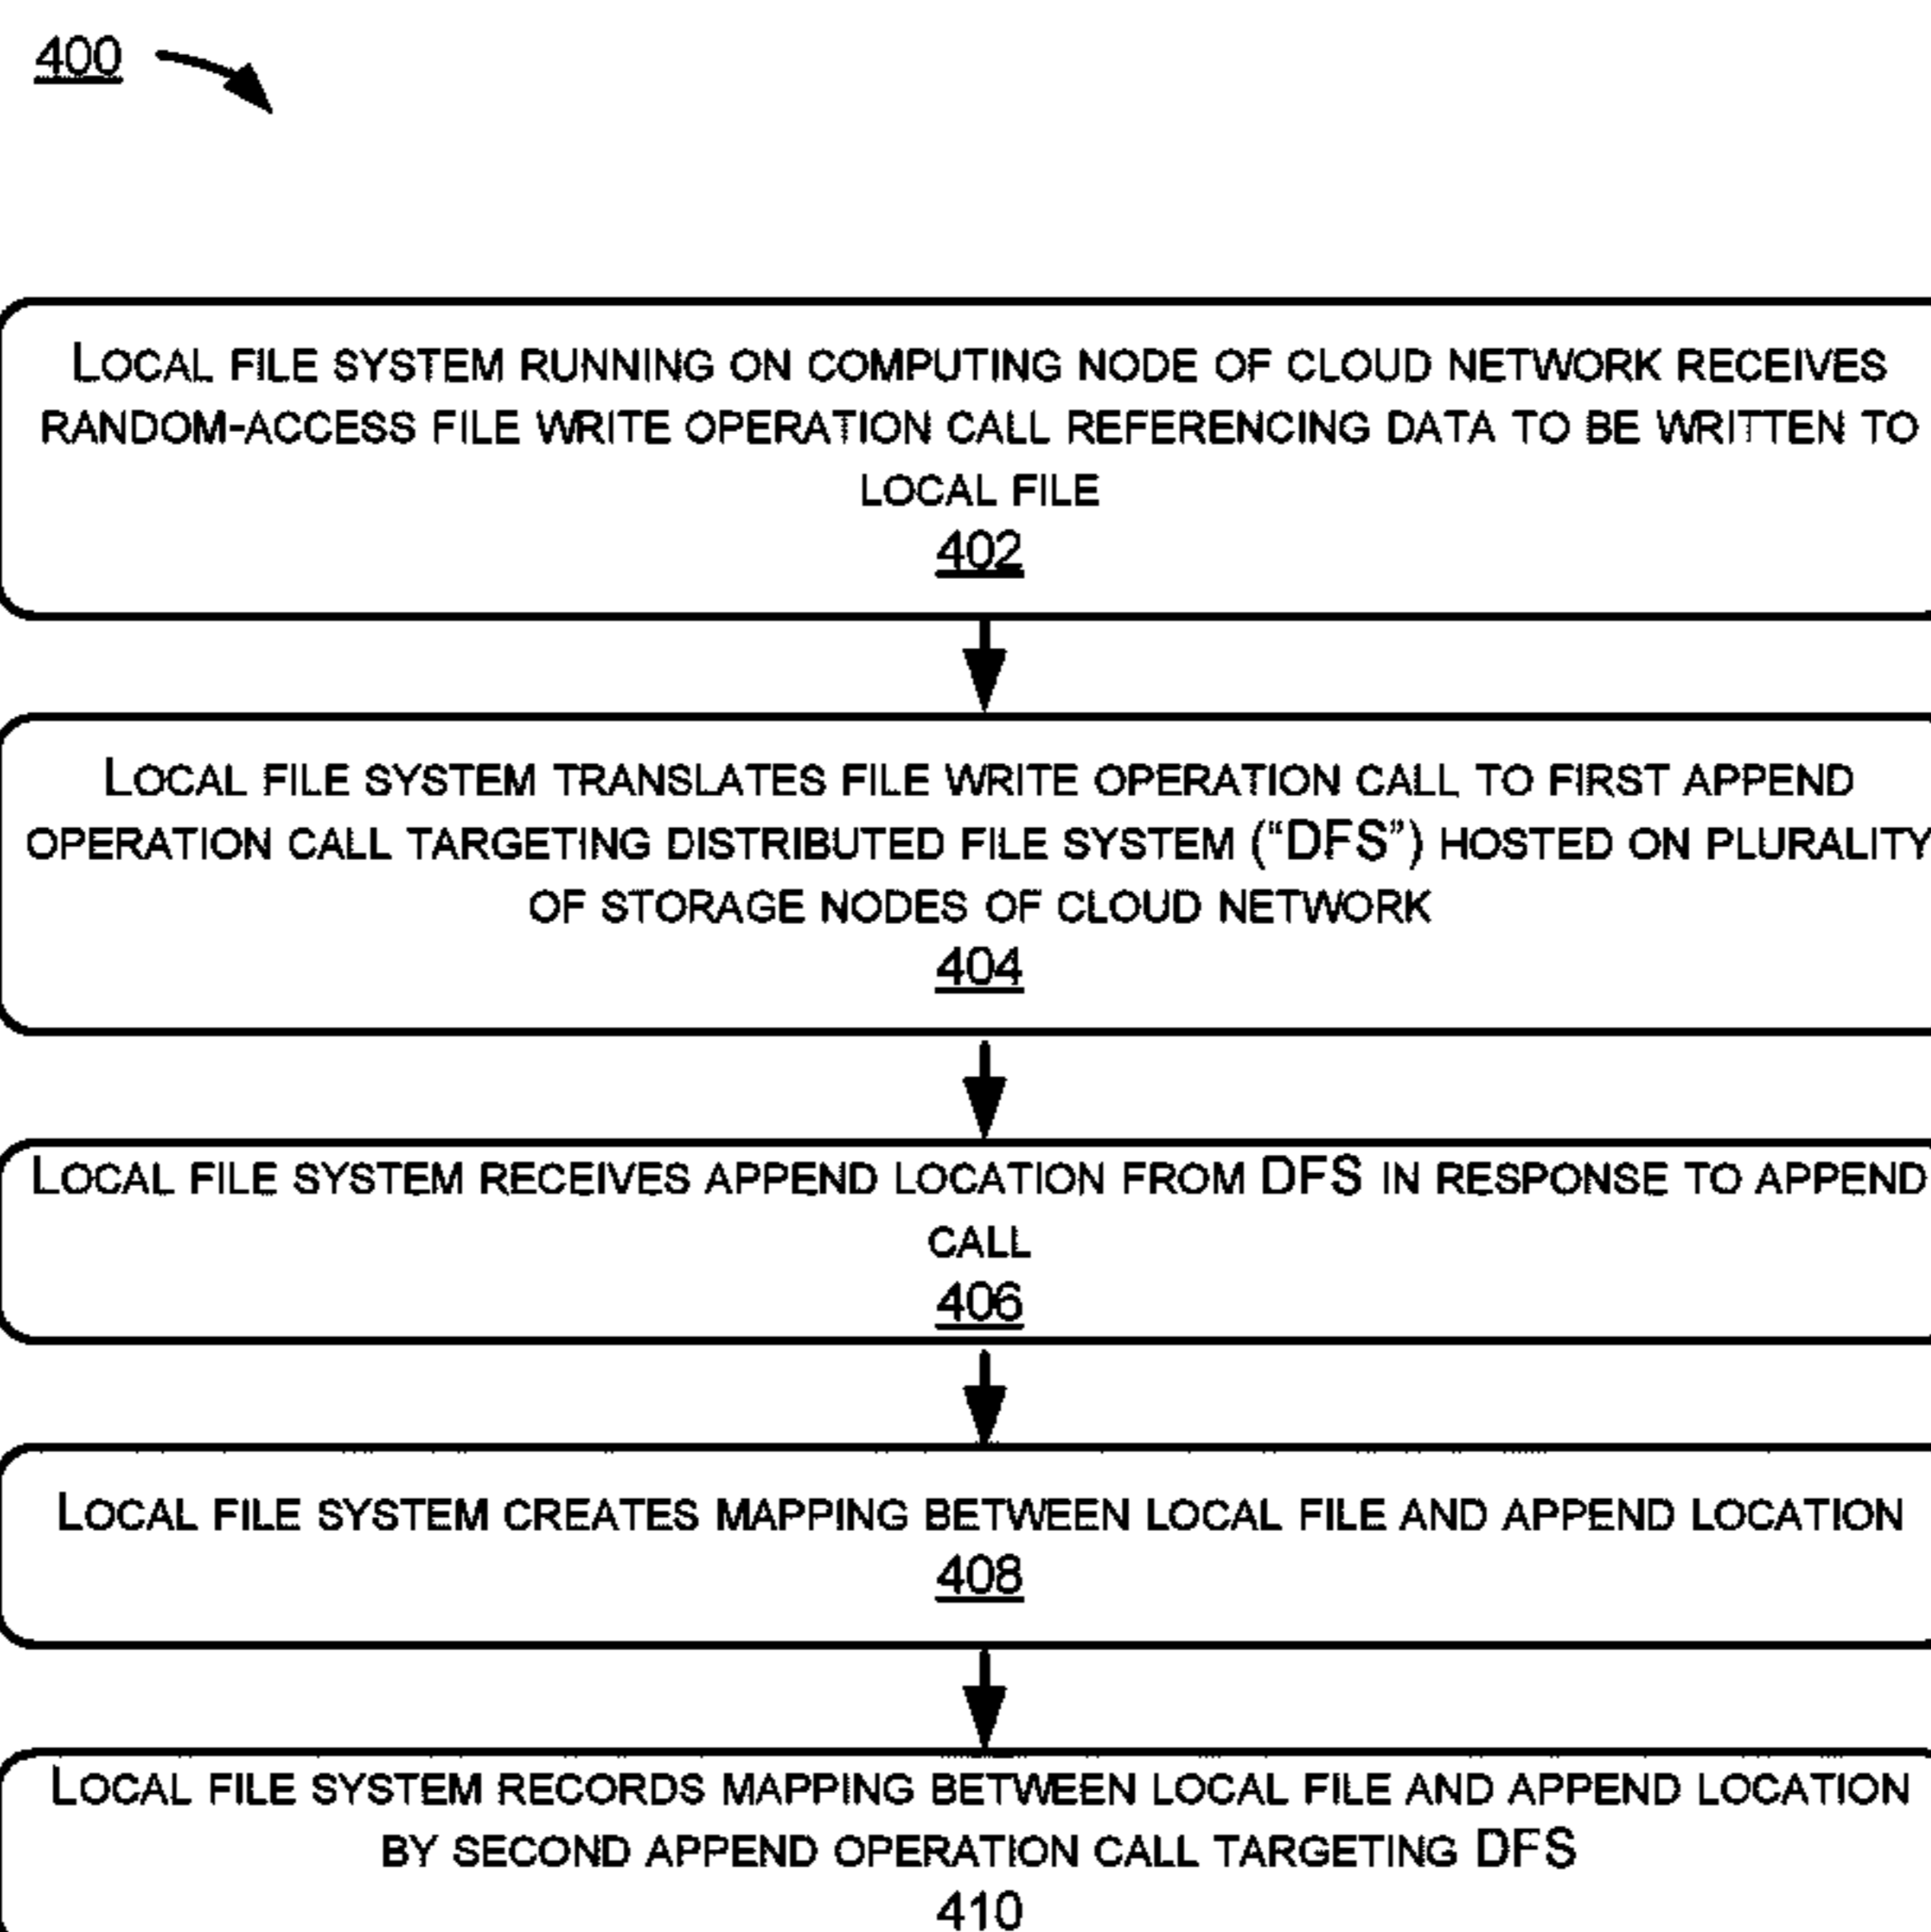 400
LOCAL FILE SYSTEM RUNNING ON COMPUTING NODE OF CLOUD NETWORK RECEIVES
RANDOM-ACCESS FILE WRITE OPERATION CALL REFERENCING DATA TO BE WRITTEN TO
LOCAL FILE
402
LOCAL FILE SYSTEM TRANSLATES FILE WRITE OPERATION CALL TO FIRST APPEND
OPERATION CALL TARGETING DISTRIBUTED FILE SYSTEM (“DFS”) HOSTED ON PLURALITY
OF STORAGE NODES OF CLOUD NETWORK
404
LOCAL FILE SYSTEM RECEIVES APPEND LOCATION FROM DFS IN RESPONSE TO APPEND
CALL
406
LOCAL FILE SYSTEM CREATES MAPPING BETWEEN LOCAL FILE AND APPEND LOCATION
408
LOCAL FILE SYSTEM RECORDS MAPPING BETWEEN LOCAL FILE AND APPEND LOCATION
BY SECOND APPEND OPERATION CALL TARGETING DFS
410